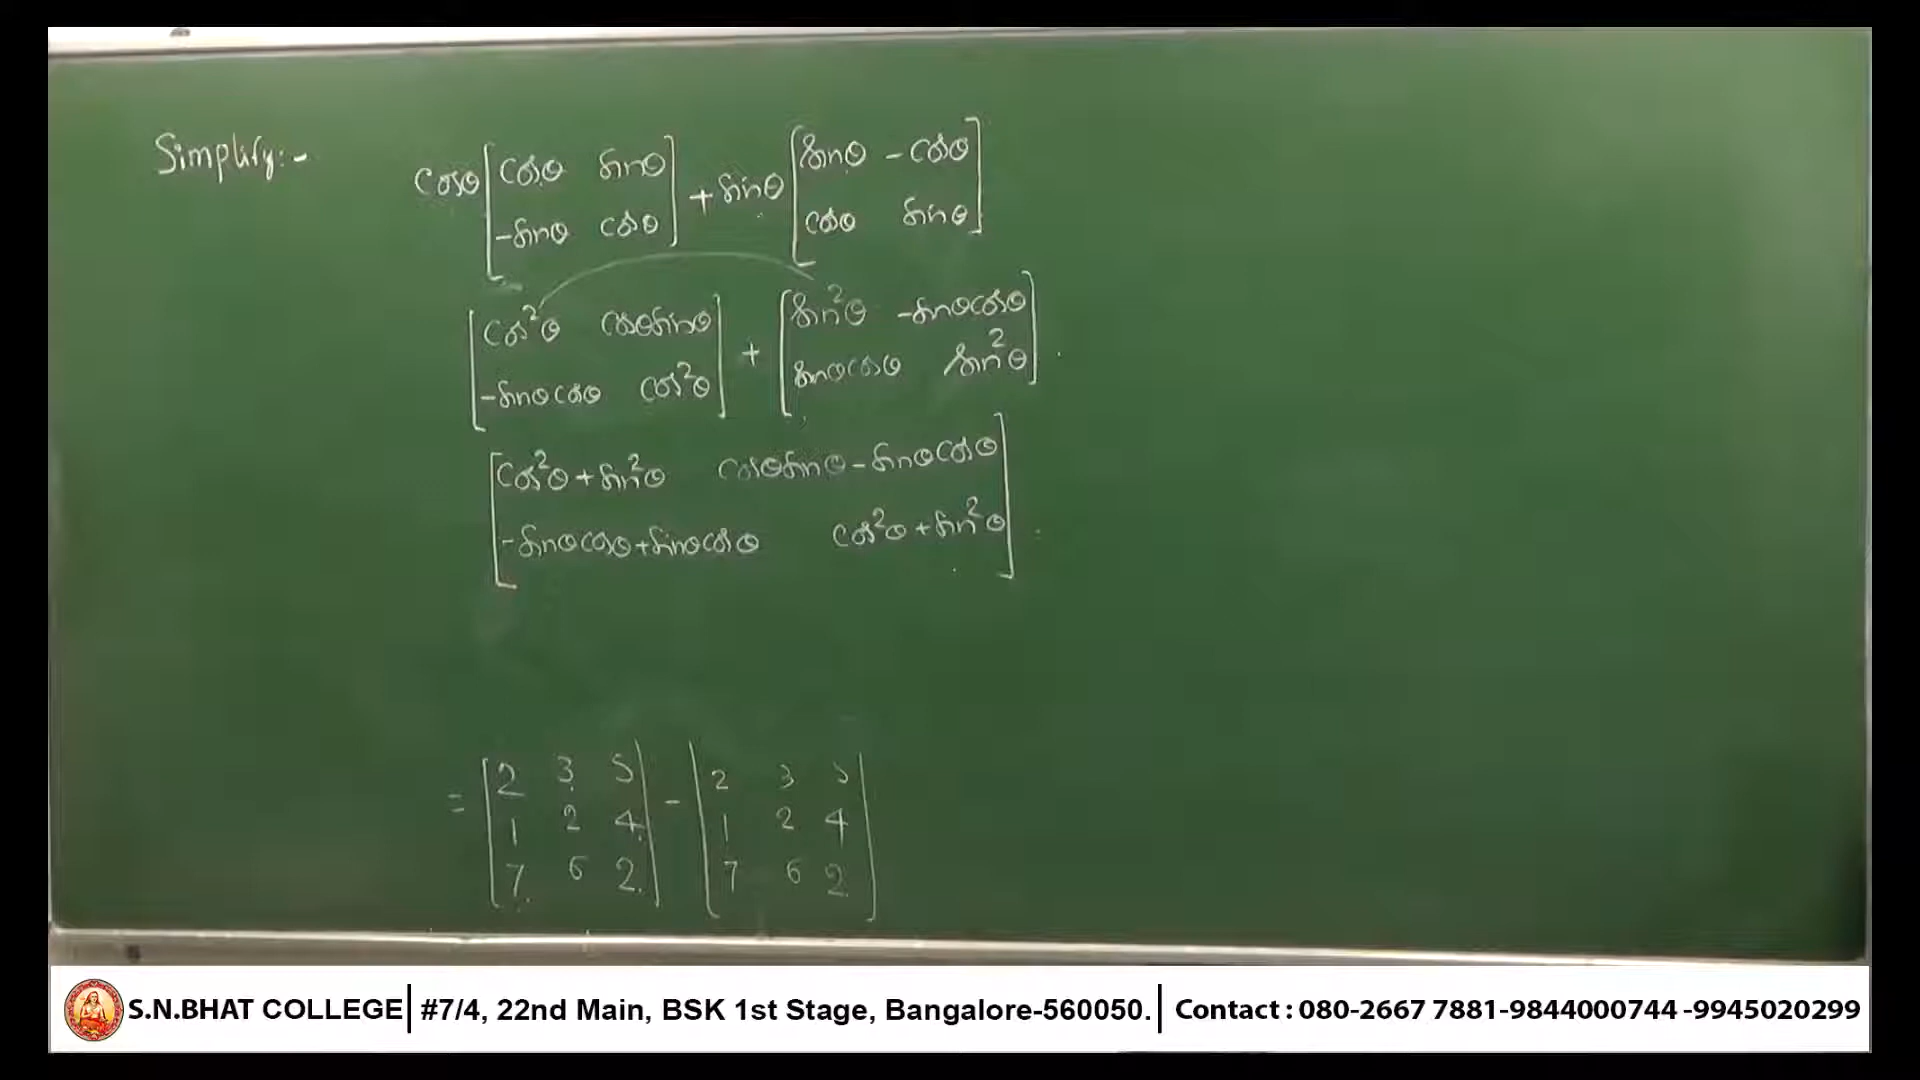 Simplify:-
cosθ [cosθ sinθ] + sinθ [sinθ -cosθ]
[-sinθ cosθ] [cosθ sinθ]
[cos²θ cosθsinθ] + [sin²θ -sinθcosθ]
[-sinθcosθ cos²θ] [sinθcosθ sin²θ]
[cos²θ+sin²θ cosθsinθ-sinθcosθ]
[-sinθcosθ+sinθcosθ cos²θ+sin²θ]
= [2 3 5] - [2 3 5]
[1 2 4] [1 2 4]
[7 6 2] [7 6 2]
S.N.BHAT COLLEGE | #7/4, 22nd Main, BSK 1st Stage, Bangalore-560050. | Contact : 080-2667 7881-9844000744 -9945020299